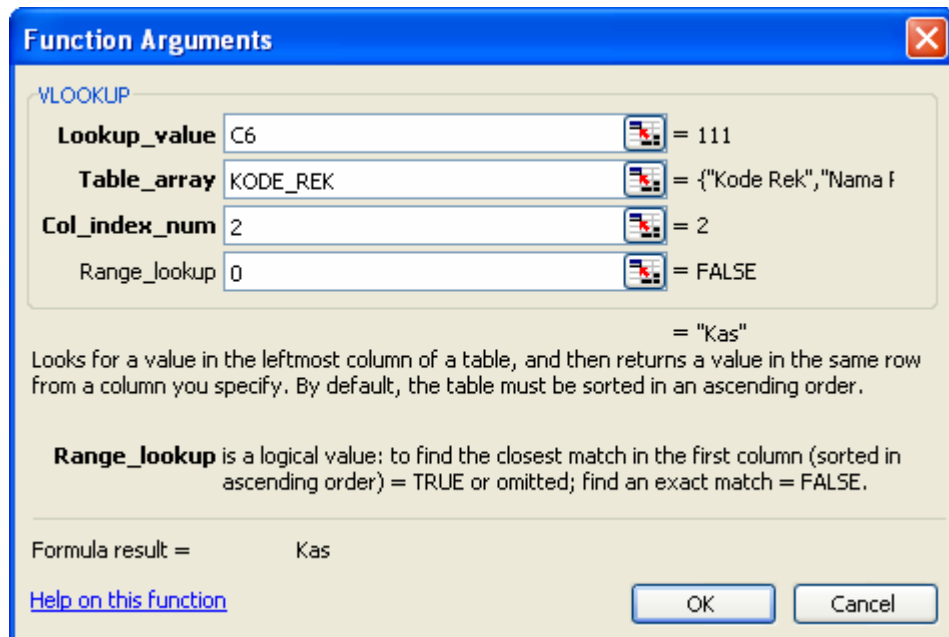 Function Arguments
VLOOKUP
Lookup_value C6 = 111
Table_array KODE_REK = {"Kode Rek","Nama
Col_index_num 2 = 2
Range_lookup 0 = FALSE
= "Kas"
Looks for a value in the leftmost column of a table, and then returns a value in the same row
from a column you specify. By default, the table must be sorted in an ascending order.
Range_lookup is a logical value: to find the closest match in the first column (sorted in
ascending order) = TRUE or omitted; find an exact match = FALSE.
Formula result = Kas
Help on this function OK Cancel